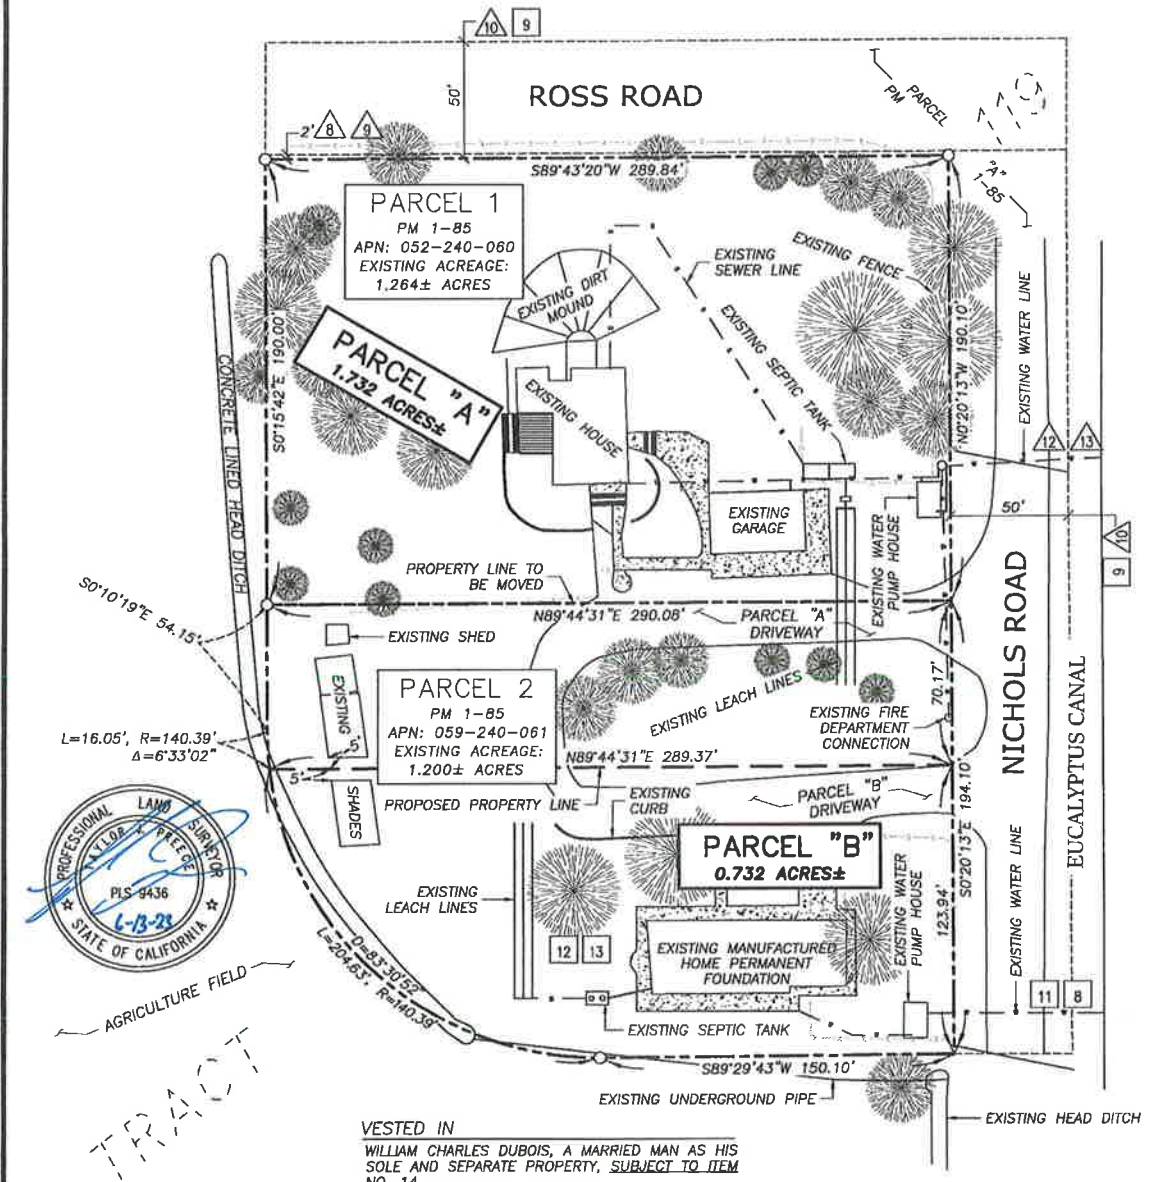 10 9
ROSS ROAD
50'
PARCEL
PM
119
"A"
1-85
2' 8 9
S89°43'20"W 289.84'
PARCEL 1
PM 1-85
APN: 052-240-060
EXISTING ACREAGE:
1.264± ACRES
EXISTING DIRT
MOUND
EXISTING
SEWER LINE
EXISTING FENCE
EXISTING SEPTIC TANK
EXISTING WATER LINE
N0°20'13"W 190.10'
S0°15'42"E 190.00'
CONCRETE LINED HEAD DITCH
PARCEL "A"
1.732 ACRES±
EXISTING HOUSE
12 13
EXISTING
GARAGE
EXISTING WATER
PUMP HOUSE
50'
10
9
PROPERTY LINE TO
BE MOVED
S0°10'19"E 54.15'
N89°44'31"E 290.08'
PARCEL "A"
DRIVEWAY
NICHOLS ROAD
EUCALYPTUS CANAL
EXISTING SHED
EXISTING
SHADES
PARCEL 2
PM 1-85
APN: 059-240-061
EXISTING ACREAGE:
1.200± ACRES
EXISTING LEACH LINES
70.17'
EXISTING FIRE
DEPARTMENT
CONNECTION
L=16.05', R=140.39'
Δ=6°33'02"
5'
5'
N89°44'31"E 289.37'
S0°20'13"E 194.10'
PROPOSED PROPERTY LINE
EXISTING
CURB
PARCEL "B"
DRIVEWAY
PARCEL "B"
0.732 ACRES±
PROFESSIONAL LAND SURVEYOR
TAYLOR PREECE
PLS 9436
6-13-23
STATE OF CALIFORNIA
EXISTING
LEACH LINES
12 13
EXISTING MANUFACTURED
HOME PERMANENT
FOUNDATION
EXISTING WATER
PUMP HOUSE
123.94'
EXISTING WATER LINE
11 8
D=83°30'52"
L=204.63', R=140.39'
AGRICULTURE FIELD
EXISTING SEPTIC TANK
S89°29'43"W 150.10'
EXISTING UNDERGROUND PIPE
EXISTING HEAD DITCH
TRACT
VESTED IN
WILLIAM CHARLES DUBOIS, A MARRIED MAN AS HIS
SOLE AND SEPARATE PROPERTY, SUBJECT TO ITEM
NO. 14